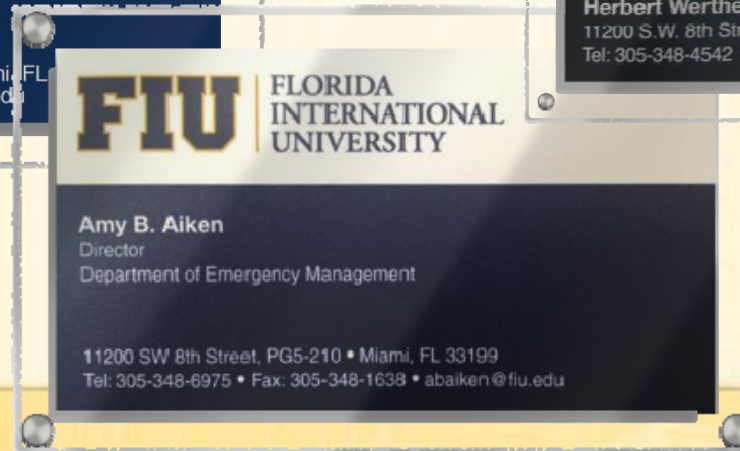 Herbert Werthe
11200 S.W. 8th Str
Tel: 305-348-4542
FL
FIU
FLORIDA
INTERNATIONAL
UNIVERSITY
Amy B. Aiken
Director
Department of Emergency Management
11200 SW 8th Street, PG5-210 • Miami, FL 33199
Tel: 305-348-6975 • Fax: 305-348-1638 • abaiken@fiu.edu